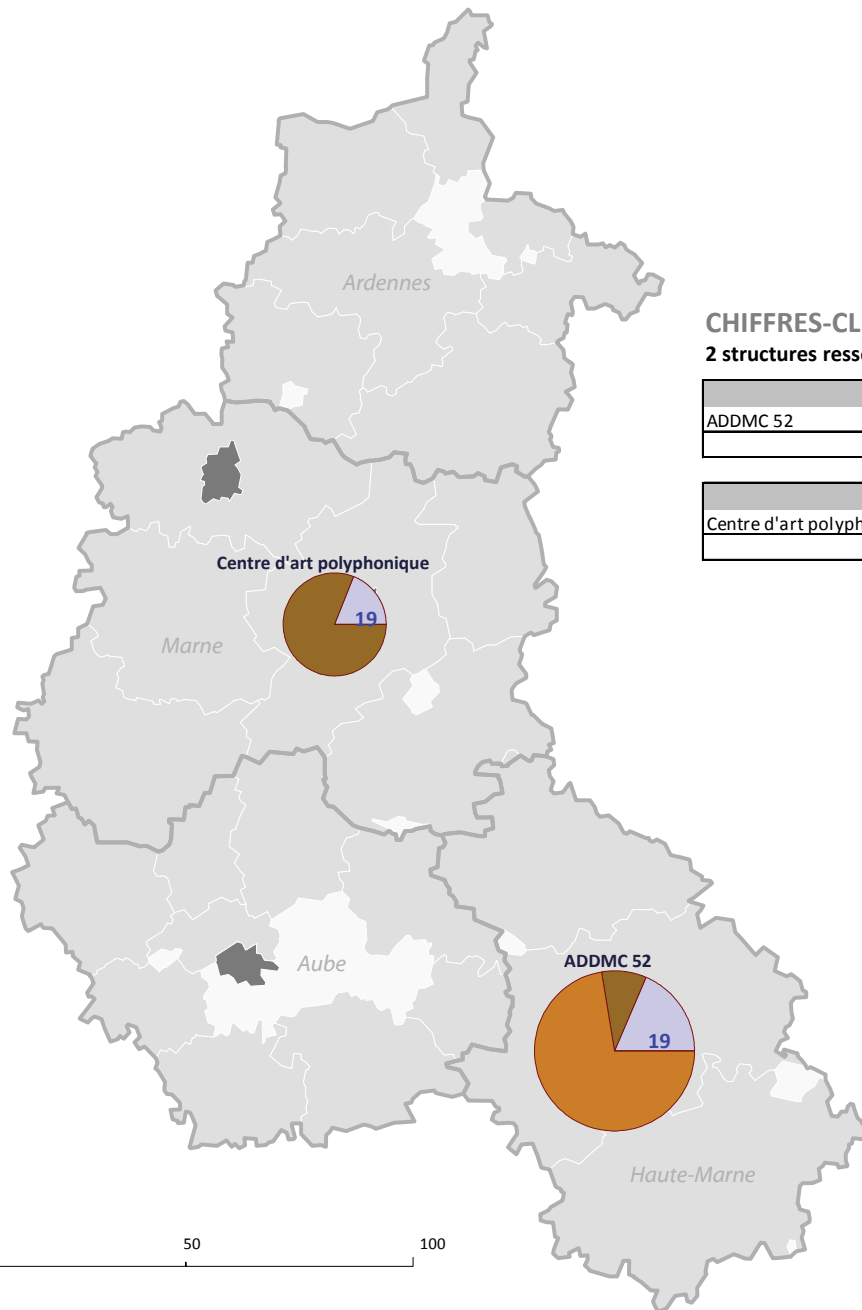 Ardennes
CHIFFRES-CL
2 structures ress
ADDMC 52
Centre d'art polyph
Centre d'art polyphonique
19
Marne
Aube
ADDMC 52
19
Haute-Marne
50
100